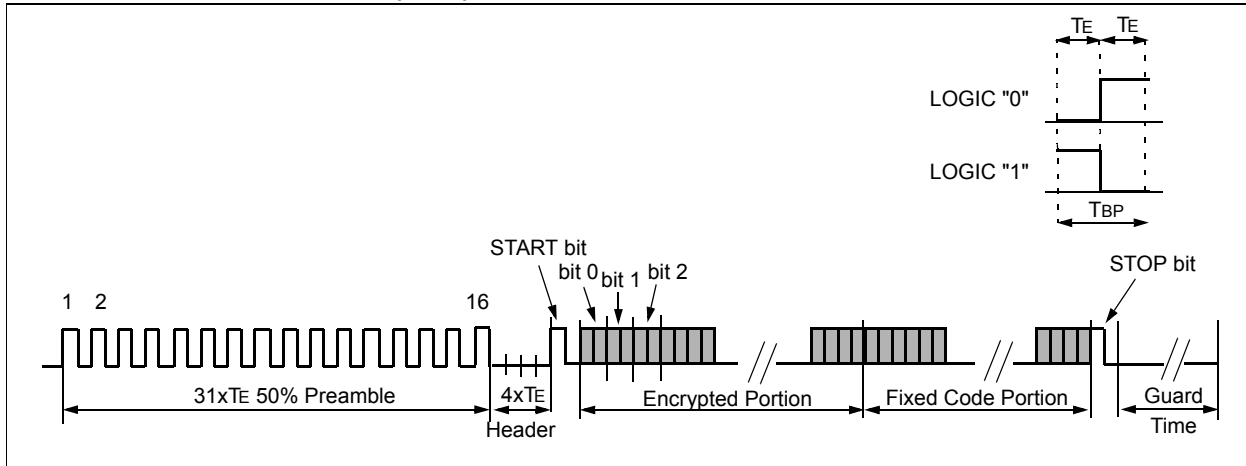 TE TE
LOGIC "0"
LOGIC "1"
TBP
START bit
bit 0 bit 1 bit 2
STOP bit
1 2 16
31xTE 50% Preamble
4xTE
Header
Encrypted Portion
Fixed Code Portion
Guard
Time